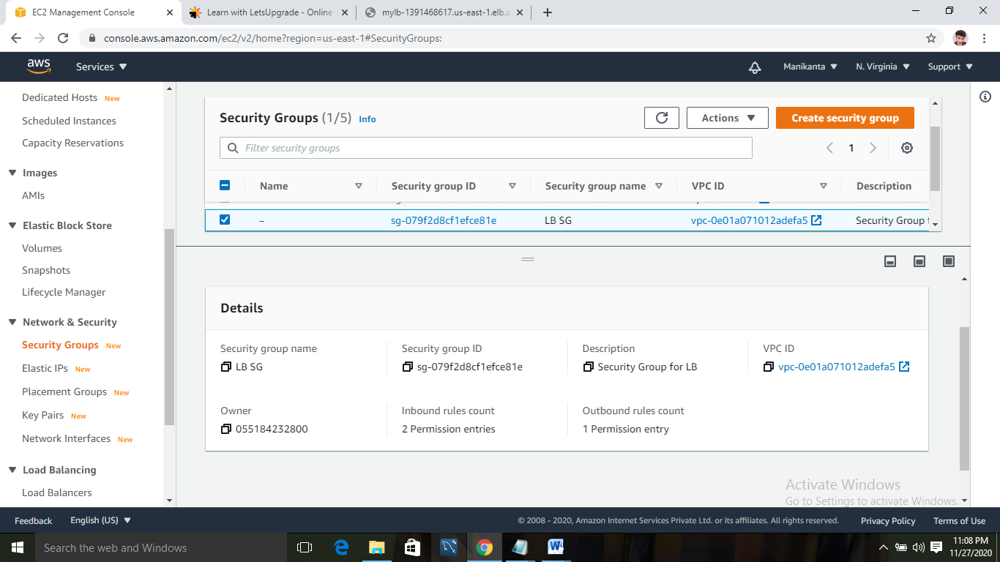 EC2 Management Console
Learn with LetsUpgrade - Online
mylb-1391468617.us-east-1.elb.a
console.aws.amazon.com/ec2/v2/home?region=us-east-1#SecurityGroups:
aws
Services
Manikanta
N. Virginia
Support
Dedicated Hosts New
Scheduled Instances
Capacity Reservations
Images
AMIs
Elastic Block Store
Volumes
Snapshots
Lifecycle Manager
Network & Security
Security Groups New
Elastic IPs New
Placement Groups New
Key Pairs New
Network Interfaces New
Load Balancing
Load Balancers
Security Groups (1/5) Info
Actions
Create security group
Filter security groups
1
Name Security group ID Security group name VPC ID Description
– sg-079f2d8cf1efce81e LB SG vpc-0e01a071012adefa5 Security Group
Details
Security group name Security group ID Description VPC ID
LB SG sg-079f2d8cf1efce81e Security Group for LB vpc-0e01a071012adefa5
Owner Inbound rules count Outbound rules count
055184232800 2 Permission entries 1 Permission entry
Activate Windows
Go to Settings to activate Windows.
Feedback English (US) © 2008 - 2020, Amazon Internet Services Private Ltd. or its affiliates. All rights reserved. Privacy Policy Terms of Use
Search the web and Windows
11:08 PM
11/27/2020